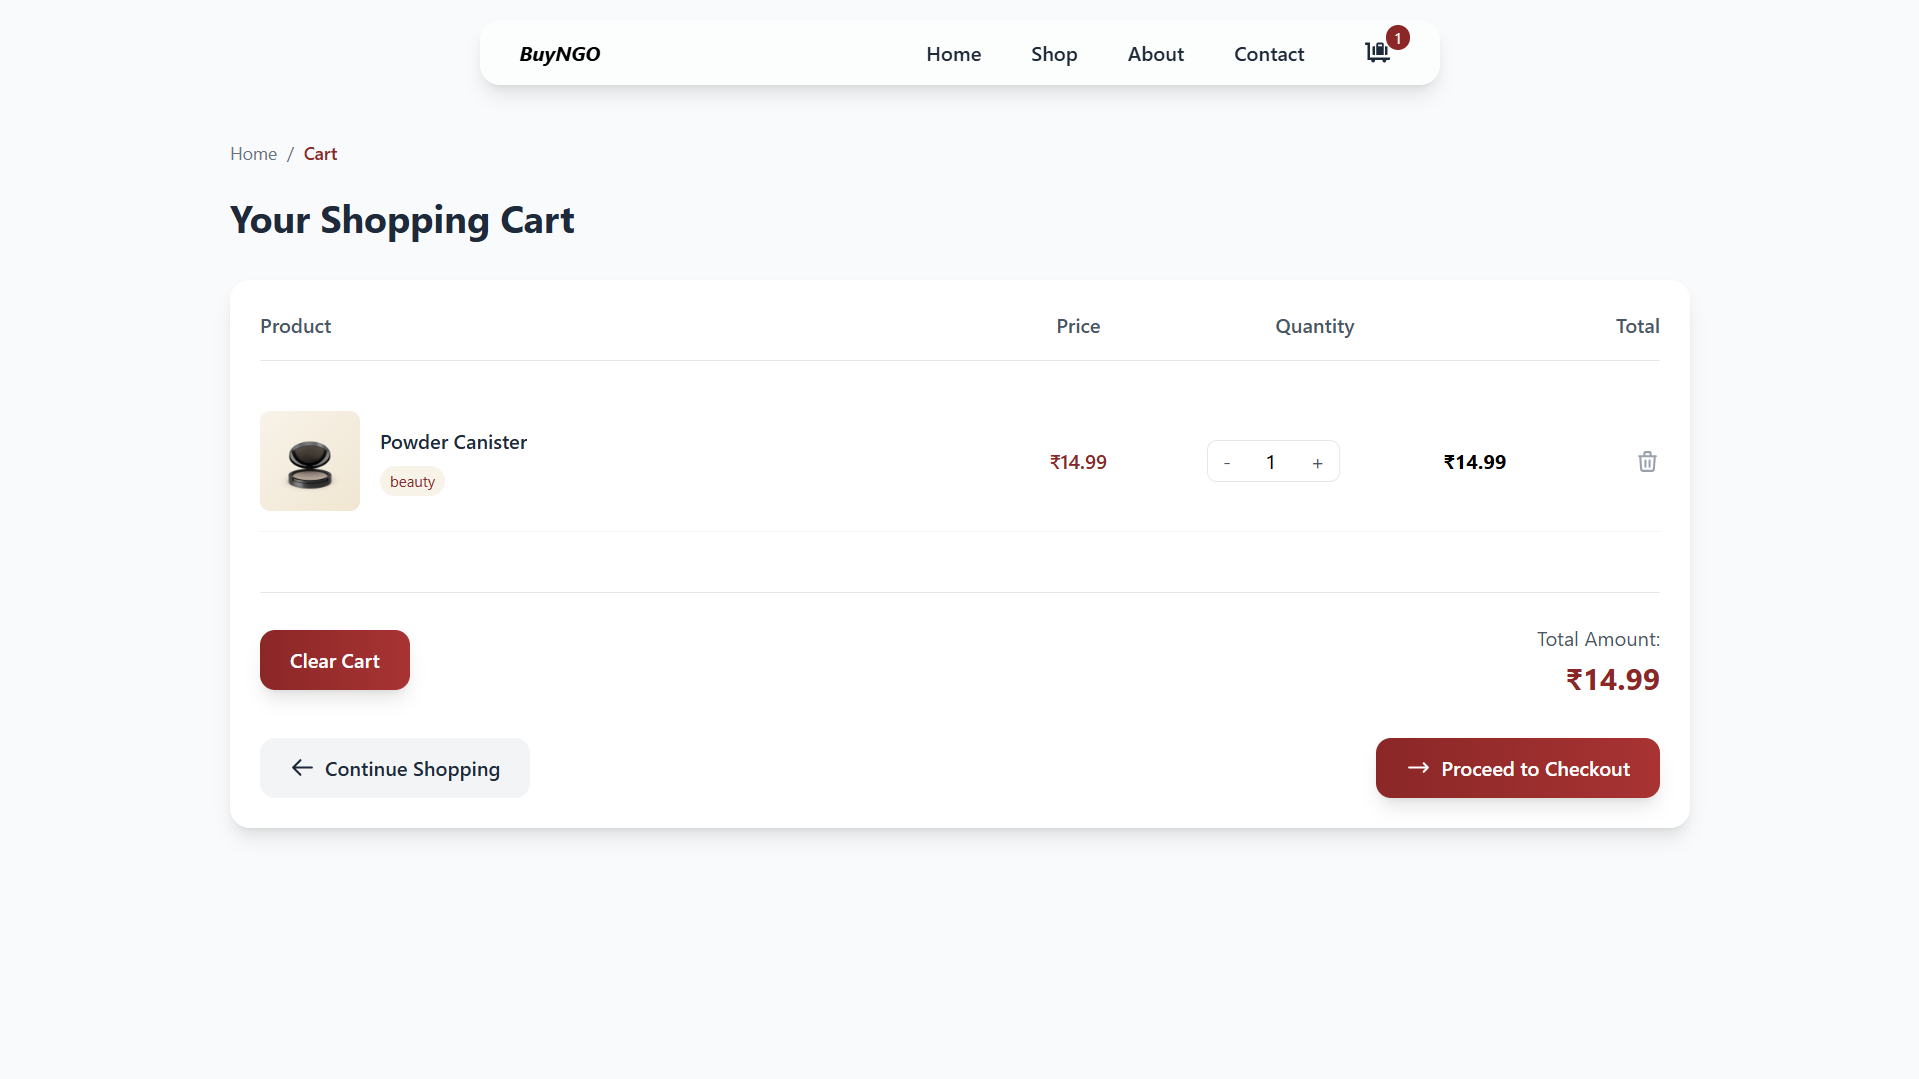 BuyNGO Home Shop About Contact 1
Home / Cart
Your Shopping Cart
Product Price Quantity Total
Powder Canister
beauty
₹14.99 - 1 + ₹14.99
Clear Cart
Total Amount:
₹14.99
Continue Shopping
Proceed to Checkout